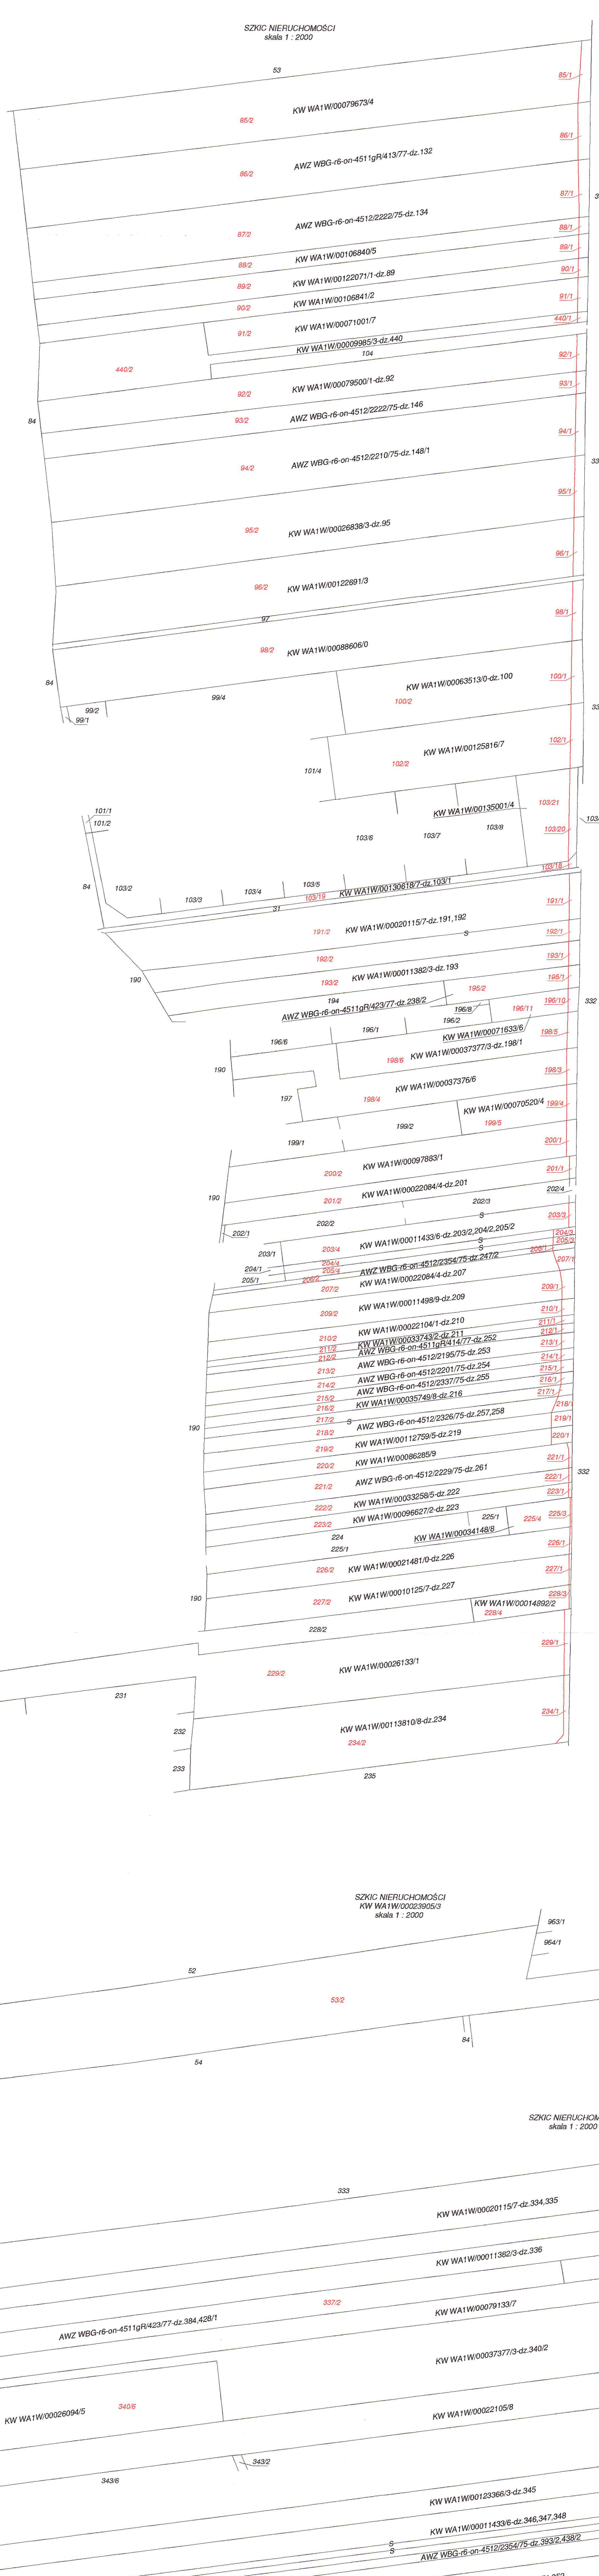 SZKIC NIERUCHOMOŚCI
skala 1 : 2000
53
85/1
85/2
KW WA1W/00079673/4
86/1
86/2
AWZ WBG-r6-on-4511gR/413/77-dz.132
87/1
87/2
AWZ WBG-r6-on-4512/2222/75-dz.134
88/1
88/2
KW WA1W/00106840/5
89/1
89/2
KW WA1W/00122071/1-dz.89
90/1
90/2
KW WA1W/00106841/2
91/1
91/2
KW WA1W/00071001/7
440/1
KW WA1W/00009985/3-dz.440
104
440/2
92/1
92/2
KW WA1W/00079500/1-dz.92
93/1
84
93/2
AWZ WBG-r6-on-4512/2222/75-dz.146
94/1
94/2
AWZ WBG-r6-on-4512/2210/75-dz.148/1
33
95/1
95/2
KW WA1W/00026838/3-dz.95
96/1
96/2
KW WA1W/00122691/3
97
98/1
98/2
KW WA1W/00088606/0
84
99/1
99/2
99/4
100/1
100/2
KW WA1W/00063513/0-dz.100
33
102/1
101/4
102/2
KW WA1W/00125816/7
101/1
101/2
KW WA1W/00135001/4
103/21
103/6
103/7
103/8
103/20
103
84
103/2
103/3
103/4
103/5
103/19
KW WA1W/00130618/7-dz.103/1
103/18
31
191/1
191/2
KW WA1W/00020115/7-dz.191,192
S
192/1
192/2
193/1
190
193/2
KW WA1W/00011382/3-dz.193
195/1
194
195/2
AWZ WBG-r6-on-4511gR/423/77-dz.238/2
196/10
332
196/8
196/11
196/6
196/1
196/2
KW WA1W/00071633/6
198/5
190
198/6
KW WA1W/00037377/3-dz.198/1
198/3
197
198/4
KW WA1W/00037376/6
199/4
KW WA1W/00070520/4
199/1
199/2
199/5
200/1
200/2
KW WA1W/00097883/1
201/1
190
201/2
KW WA1W/00022084/4-dz.201
202/4
202/1
202/2
202/3
S
203/3
203/1
203/4
KW WA1W/00011433/6-dz.203/2,204/2,205/2
S
204/3
S
205/3
204/1
204/4
205/4
206/1
205/1
206/2
AWZ WBG-r6-on-4512/2354/75-dz.247/2
207/1
207/2
KW WA1W/00022084/4-dz.207
209/1
209/2
KW WA1W/00011498/9-dz.209
210/1
210/2
KW WA1W/00022104/1-dz.210
211/1
211/2
KW WA1W/00033743/2-dz.211
212/1
212/2
AWZ WBG-r6-on-4511gR/414/77-dz.252
213/1
213/2
AWZ WBG-r6-on-4512/2195/75-dz.253
214/1
214/2
AWZ WBG-r6-on-4512/2201/75-dz.254
215/1
215/2
AWZ WBG-r6-on-4512/2337/75-dz.255
216/1
216/2
KW WA1W/00035749/8-dz.216
217/1
217/2
S
218/1
190
218/2
AWZ WBG-r6-on-4512/2326/75-dz.257,258
219/1
219/2
KW WA1W/00112759/5-dz.219
220/1
220/2
KW WA1W/00086285/9
221/1
332
221/2
AWZ WBG-r6-on-4512/2229/75-dz.261
222/1
222/2
KW WA1W/00033258/5-dz.222
223/1
223/2
KW WA1W/00096627/2-dz.223
224
225/1
225/1
KW WA1W/00034148/8
225/4
225/3
226/1
226/2
KW WA1W/00021481/0-dz.226
227/1
190
227/2
KW WA1W/00010125/7-dz.227
228/3
KW WA1W/00014892/2
228/4
228/2
229/1
229/2
KW WA1W/00026133/1
231
234/1
232
KW WA1W/00113810/8-dz.234
234/2
233
235
SZKIC NIERUCHOMOŚCI
KW WA1W/00023905/3
skala 1 : 2000
963/1
964/1
52
53/2
84
54
SZKIC NIERUCHOM
skala 1 : 2000
333
KW WA1W/00020115/7-dz.334,335
KW WA1W/00011382/3-dz.336
337/2
AWZ WBG-r6-on-4511gR/423/77-dz.384,428/1
KW WA1W/00079133/7
KW WA1W/00037377/3-dz.340/2
KW WA1W/00026094/5
340/6
KW WA1W/00022105/8
343/2
343/6
KW WA1W/00123366/3-dz.345
KW WA1W/00011433/6-dz.346,347,348
S
S
AWZ WBG-r6-on-4512/2354/75-dz.393/2,438/2